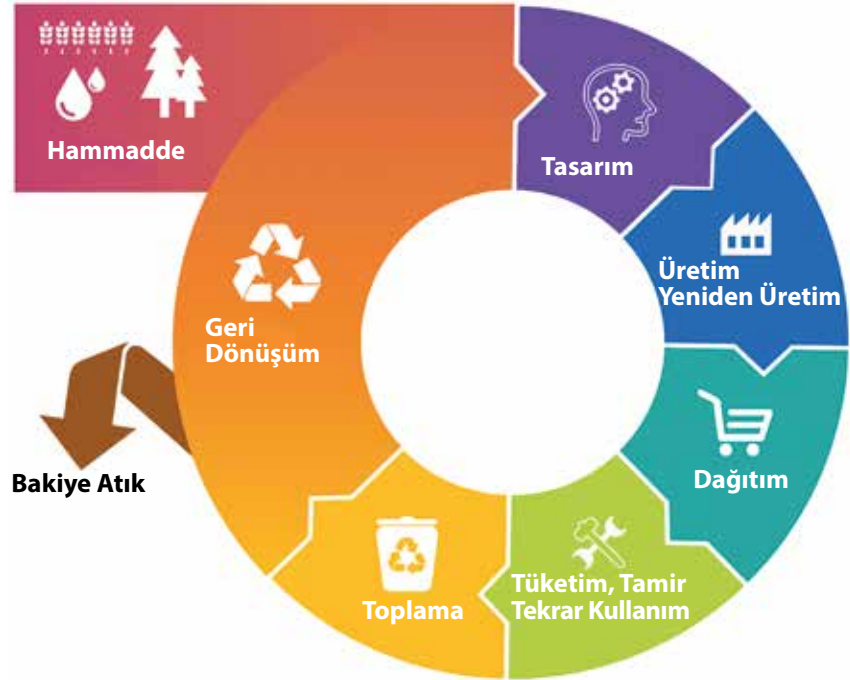 Hammadde
Tasarım
Üretim
Yeniden Üretim
Dağıtım
Tüketim, Tamir
Tekrar Kullanım
Toplama
Geri
Dönüşüm
Bakiye Atık